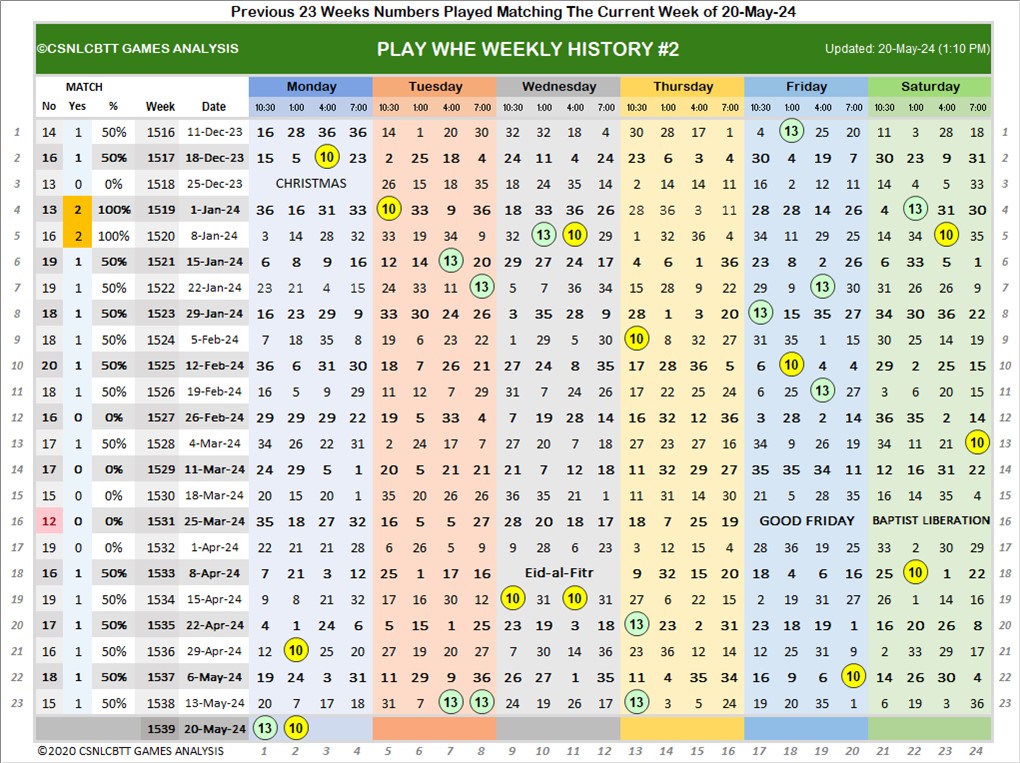 Previous 23 Weeks Numbers Played Matching The Current Week of 20-May-24
©CSNLCBTT GAMES ANALYSIS PLAY WHE WEEKLY HISTORY #2 Updated: 20-May-24 (1:10 PM)
MATCH Monday Tuesday Wednesday Thursday Friday Saturday
No Yes % Week Date 10:30 1:00 4:00 7:00 10:30 1:00 4:00 7:00 10:30 1:00 4:00 7:00 10:30 1:00 4:00 7:00 10:30 1:00 4:00 7:00 10:30 1:00 4:00 7:00
1 14 1 50% 1516 11-Dec-23 16 28 36 36 14 1 20 30 32 32 18 4 30 28 17 1 4 13 25 20 11 3 28 18 1
2 16 1 50% 1517 18-Dec-23 15 5 10 23 2 25 18 4 24 11 4 24 23 6 3 4 30 4 19 7 30 23 9 31 2
3 13 0 0% 1518 25-Dec-23 CHRISTMAS 26 15 18 35 18 24 35 14 2 14 14 11 16 2 12 11 14 4 5 33 3
4 13 2 100% 1519 1-Jan-24 36 16 31 33 10 33 9 36 18 33 36 26 28 36 3 11 28 28 14 26 4 13 31 30 4
5 16 2 100% 1520 8-Jan-24 3 14 28 32 33 19 34 9 32 13 10 29 1 32 36 4 34 11 29 25 14 34 10 35 5
6 19 1 50% 1521 15-Jan-24 6 8 9 16 12 14 13 20 29 27 24 17 4 6 1 36 23 8 2 26 6 33 5 1 6
7 19 1 50% 1522 22-Jan-24 23 21 4 15 24 33 11 13 5 7 36 34 15 28 9 22 29 9 13 30 31 26 26 9 7
8 18 1 50% 1523 29-Jan-24 16 23 29 9 33 30 24 26 3 35 28 9 28 1 3 20 13 15 35 27 34 30 36 22 8
9 18 1 50% 1524 5-Feb-24 7 18 35 8 19 6 23 22 1 29 5 30 10 8 32 27 31 35 1 15 30 25 14 19 9
10 20 1 50% 1525 12-Feb-24 36 6 31 30 18 7 26 21 27 24 8 35 17 28 36 5 6 10 4 4 29 2 25 15 10
11 18 1 50% 1526 19-Feb-24 16 5 9 29 11 12 7 29 31 7 24 26 17 22 25 24 6 25 13 27 3 6 20 15 11
12 16 0 0% 1527 26-Feb-24 29 29 29 22 19 5 33 4 7 19 28 14 16 32 12 36 3 28 2 14 36 35 2 14 12
13 17 1 50% 1528 4-Mar-24 34 26 22 31 2 24 17 7 27 20 7 18 27 23 27 16 34 9 26 19 34 11 21 10 13
14 17 0 0% 1529 11-Mar-24 24 29 5 1 20 5 21 21 21 7 12 18 11 32 29 27 35 35 34 11 12 16 31 22 14
15 15 0 0% 1530 18-Mar-24 20 15 20 1 35 20 26 26 36 35 21 1 11 31 14 30 21 5 28 35 16 14 35 4 15
16 12 0 0% 1531 25-Mar-24 35 18 27 32 16 5 5 27 28 20 18 17 18 7 25 19 GOOD FRIDAY BAPTIST LIBERATION 16
17 19 0 0% 1532 1-Apr-24 22 21 21 28 6 26 5 9 9 28 6 23 3 12 15 4 28 36 19 25 33 2 30 29 17
18 16 1 50% 1533 8-Apr-24 7 21 3 12 25 1 17 16 Eid-al-Fitr 9 32 15 20 18 4 6 16 25 10 1 22 18
19 19 1 50% 1534 15-Apr-24 9 8 21 32 17 16 30 12 10 31 10 31 27 6 22 15 2 19 31 27 26 1 14 16 19
20 17 1 50% 1535 22-Apr-24 4 1 24 6 5 15 1 25 23 19 3 18 13 23 2 31 23 18 19 1 16 20 26 8 20
21 16 1 50% 1536 29-Apr-24 12 10 25 20 27 19 20 27 7 30 14 36 23 36 12 14 12 25 31 9 2 33 29 17 21
22 18 1 50% 1537 6-May-24 19 24 3 31 11 29 9 36 26 27 1 35 11 4 35 34 16 9 6 10 14 26 30 4 22
23 15 1 50% 1538 13-May-24 20 7 17 18 31 7 13 13 24 19 26 17 13 3 5 24 19 20 35 1 6 19 3 36 23
1539 20-May-24 13 10
©2020 CSNLCBTT GAMES ANALYSIS 1 2 3 4 5 6 7 8 9 10 11 12 13 14 15 16 17 18 19 20 21 22 23 24